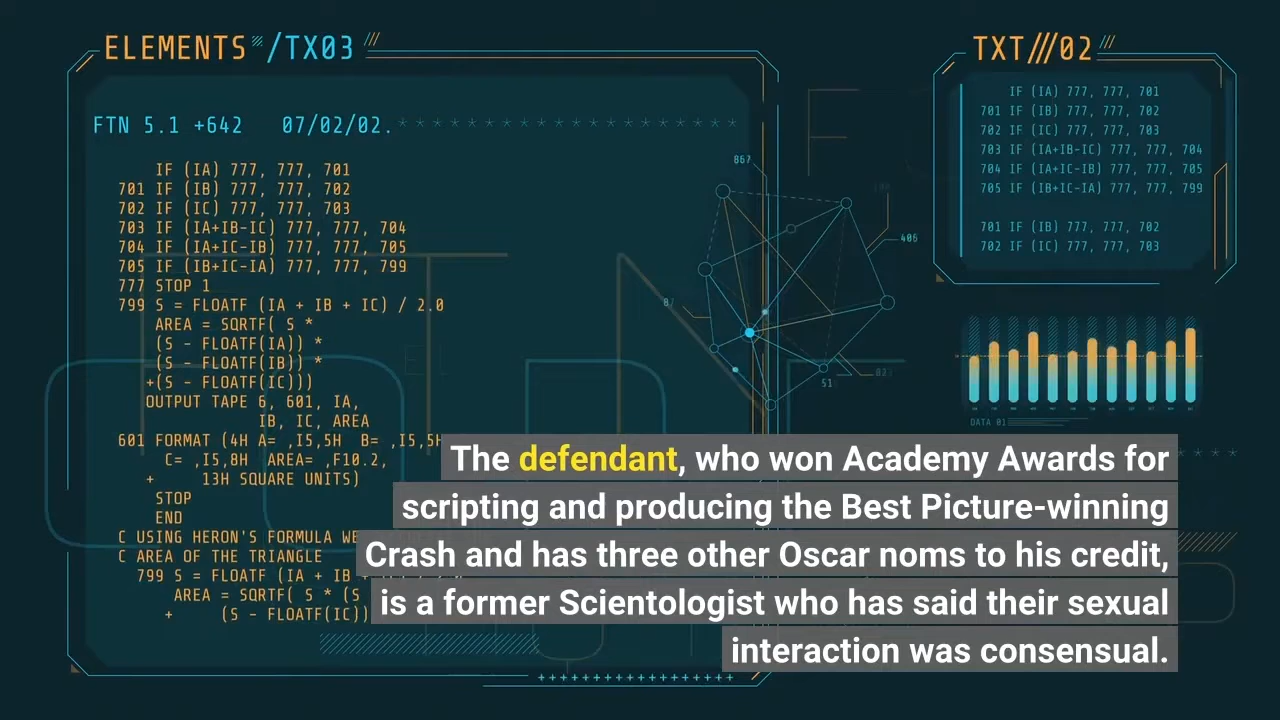 ELEMENTS /TX03
FTN 5.1 +642 07/02/02.
IF (IA) 777, 777, 701
701 IF (IB) 777, 777, 702
702 IF (IC) 777, 777, 703
703 IF (IA+IB-IC) 777, 777, 704
704 IF (IA+IC-IB) 777, 777, 705
705 IF (IB+IC-IA) 777, 777, 799
777 STOP 1
799 S = FLOATF (IA + IB + IC) / 2.0
AREA = SQRTF( S *
(S - FLOATF(IA)) *
(S - FLOATF(IB)) *
+(S - FLOATF(IC)))
OUTPUT TAPE 6, 601, IA,
IB, IC, AREA
601 FORMAT (4H A= ,I5,5H B= ,I5,5H
C= ,I5,8H AREA= ,F10.2,
+ 13H SQUARE UNITS)
STOP
END
C USING HERON'S FORMULA WE
C AREA OF THE TRIANGLE
799 S = FLOATF (IA + IB +
AREA = SQRTF( S * (S
+ (S - FLOATF(IC))
TXT///02
IF (IA) 777, 777, 701
701 IF (IB) 777, 777, 702
702 IF (IC) 777, 777, 703
703 IF (IA+IB-IC) 777, 777, 704
704 IF (IA+IC-IB) 777, 777, 705
705 IF (IB+IC-IA) 777, 777, 799
701 IF (IB) 777, 777, 702
702 IF (IC) 777, 777, 703
867
406
51
DATA 01
The defendant, who won Academy Awards for
scripting and producing the Best Picture-winning
Crash and has three other Oscar noms to his credit,
is a former Scientologist who has said their sexual
interaction was consensual.